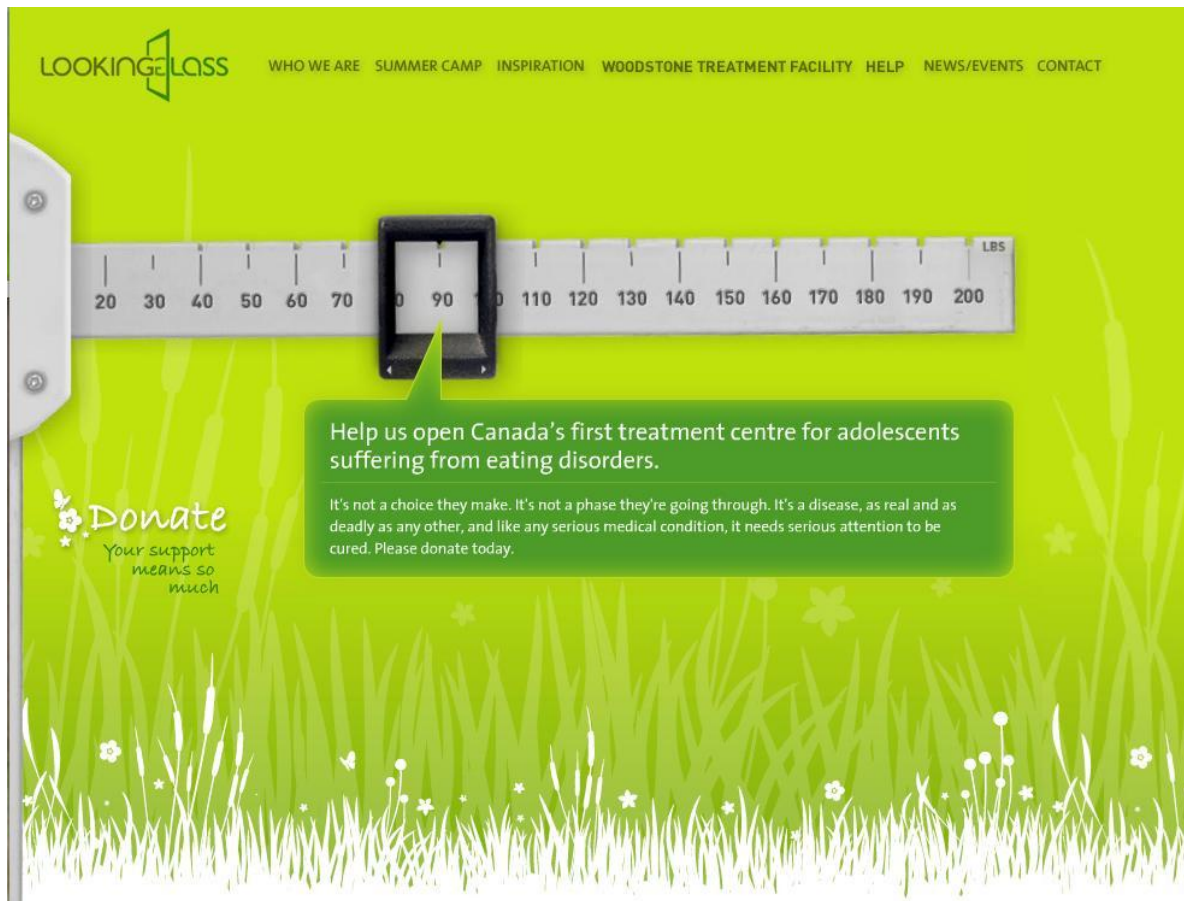 LOOKINGGLASS
WHO WE ARE SUMMER CAMP INSPIRATION WOODSTONE TREATMENT FACILITY HELP NEWS/EVENTS CONTACT
LBS
20 30 40 50 60 70 0 90 1 0 110 120 130 140 150 160 170 180 190 200
Help us open Canada's first treatment centre for adolescents
suffering from eating disorders.
It's not a choice they make. It's not a phase they're going through. It's a disease, as real and as
deadly as any other, and like any serious medical condition, it needs serious attention to be
cured. Please donate today.
Donate
Your support
means so
much